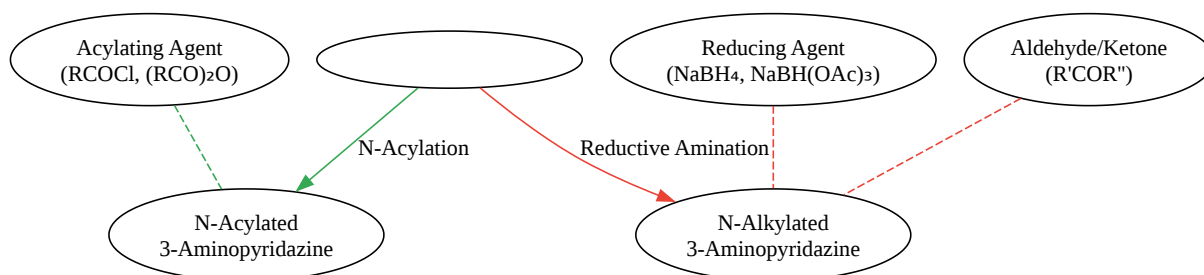 Acylating Agent
(RCOCl, (RCO)₂O)
Reducing Agent
(NaBH₄, NaBH(OAc)₃)
Aldehyde/Ketone
(R'COR")
N-Acylation
Reductive Amination
N-Acylated
3-Aminopyridazine
N-Alkylated
3-Aminopyridazine